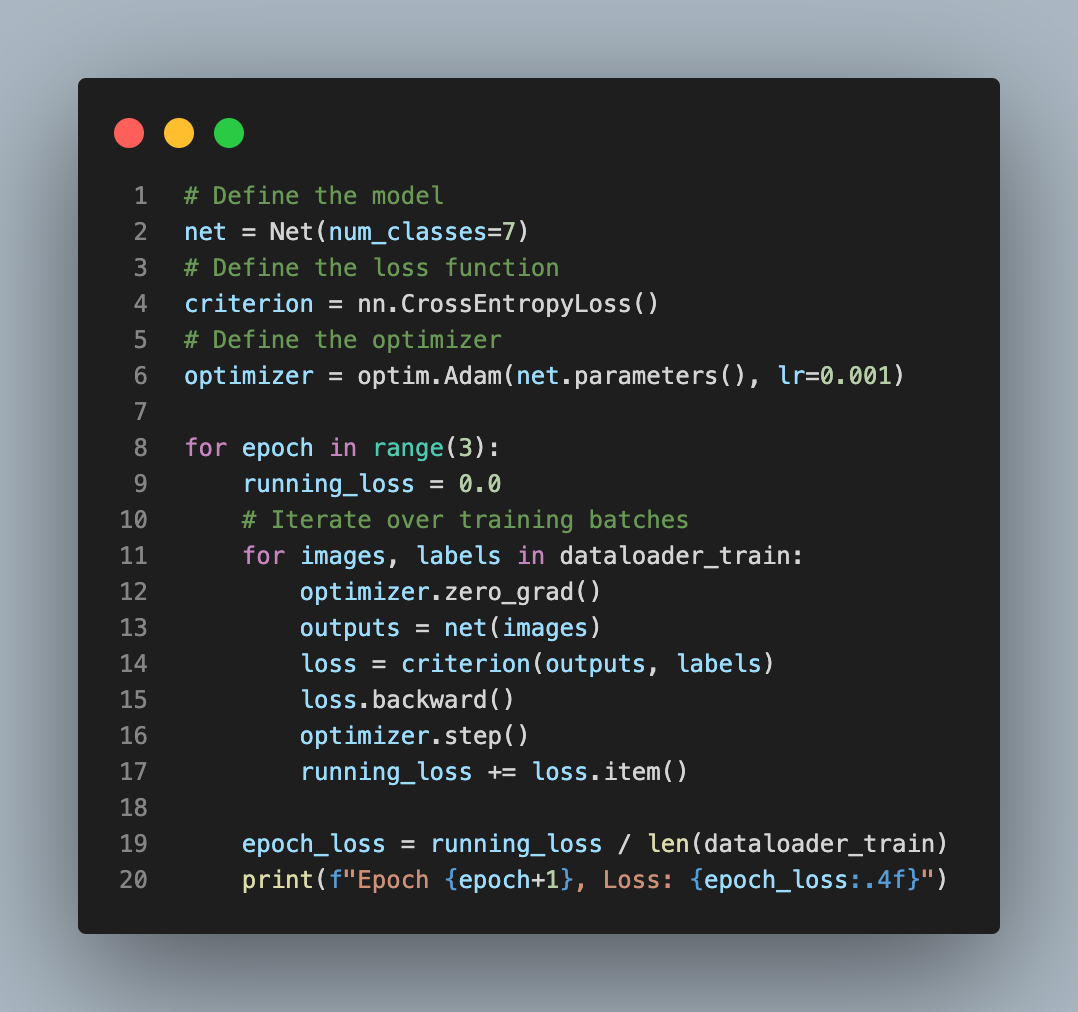 1 # Define the model
2 net = Net(num_classes=7)
3 # Define the loss function
4 criterion = nn.CrossEntropyLoss()
5 # Define the optimizer
6 optimizer = optim.Adam(net.parameters(), lr=0.001)
7
8 for epoch in range(3):
9     running_loss = 0.0
10     # Iterate over training batches
11     for images, labels in dataloader_train:
12         optimizer.zero_grad()
13         outputs = net(images)
14         loss = criterion(outputs, labels)
15         loss.backward()
16         optimizer.step()
17         running_loss += loss.item()
18
19     epoch_loss = running_loss / len(dataloader_train)
20     print(f"Epoch {epoch+1}, Loss: {epoch_loss:.4f}")